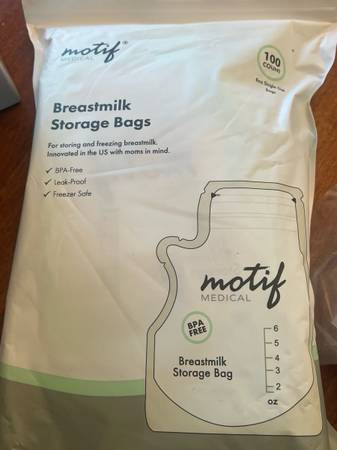 motif®
MEDICAL
100
COUNT
Breastmilk
Storage Bags
For storing and freezing breastmilk.
Innovated in the US with moms in mind.
✓ BPA-Free
✓ Leak-Proof
✓ Freezer Safe
motif
MEDICAL
BPA
FREE
Breastmilk
Storage Bag
6
5
4
3
2
oz